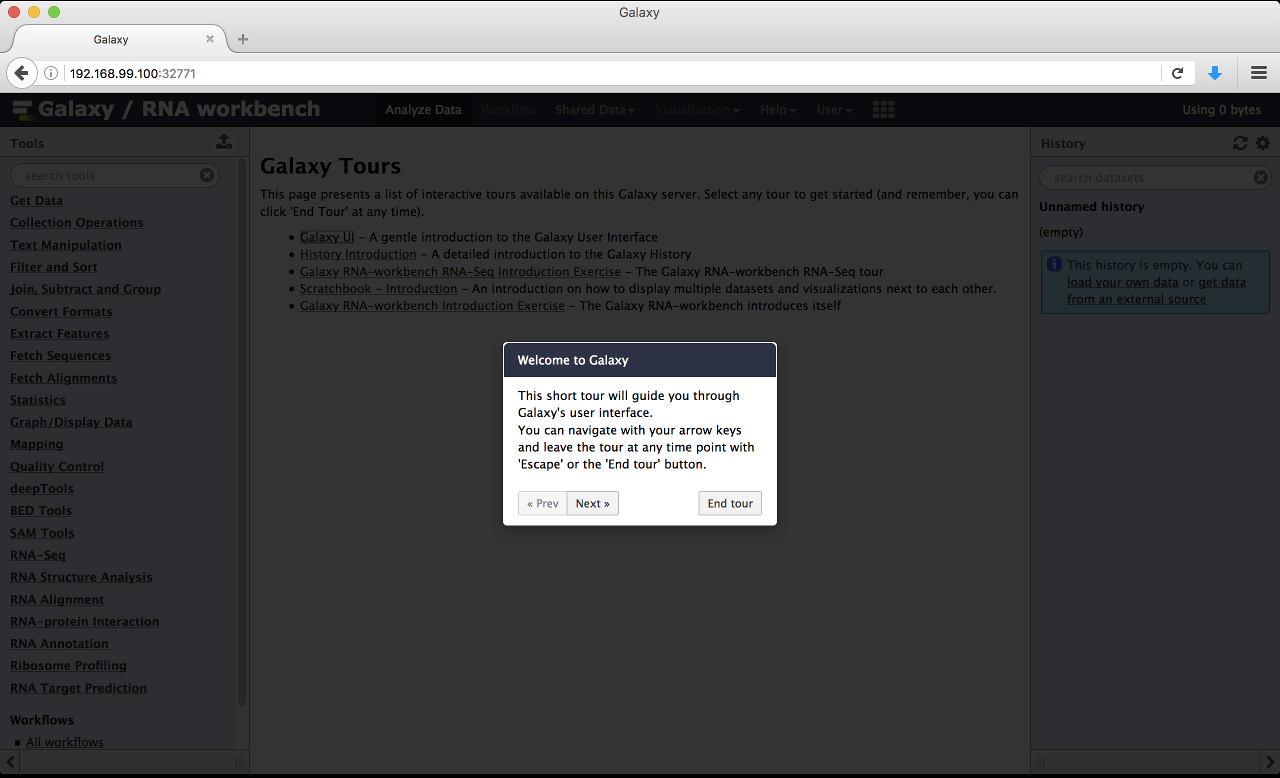 Galaxy
Galaxy
192.168.99.100:32771
Galaxy / RNA workbench
Analyze Data Workflow Shared Data Visualization Help User Using 0 bytes
Tools
search tools
Get Data
Collection Operations
Text Manipulation
Filter and Sort
Join, Subtract and Group
Convert Formats
Extract Features
Fetch Sequences
Fetch Alignments
Statistics
Graph/Display Data
Mapping
Quality Control
deepTools
BED Tools
SAM Tools
RNA-Seq
RNA Structure Analysis
RNA Alignment
RNA-protein Interaction
RNA Annotation
Ribosome Profiling
RNA Target Prediction
Workflows
All workflows
Galaxy Tours
This page presents a list of interactive tours available on this Galaxy server. Select any tour to get started (and remember, you can
click 'End Tour' at any time).
Galaxy UI - A gentle introduction to the Galaxy User Interface
History Introduction - A detailed introduction to the Galaxy History
Galaxy RNA-workbench RNA-Seq Introduction Exercise - The Galaxy RNA-workbench RNA-Seq tour
Scratchbook - Introduction - An introduction on how to display multiple datasets and visualizations next to each other.
Galaxy RNA-workbench Introduction Exercise - The Galaxy RNA-workbench introduces itself
Welcome to Galaxy
This short tour will guide you through
Galaxy's user interface.
You can navigate with your arrow keys
and leave the tour at any time point with
'Escape' or the 'End tour' button.
« Prev Next » End tour
History
search datasets
Unnamed history
(empty)
This history is empty. You can
load your own data or get data
from an external source